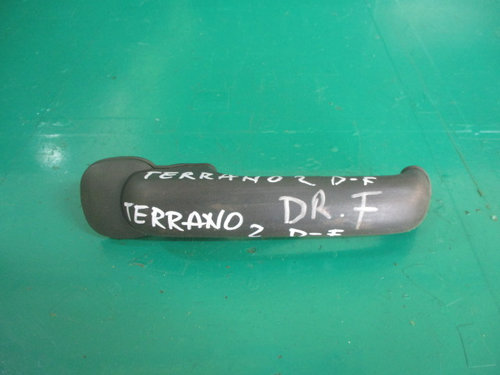 TERRANO 2 D-F
TERRANO 2 DR.F
D-F